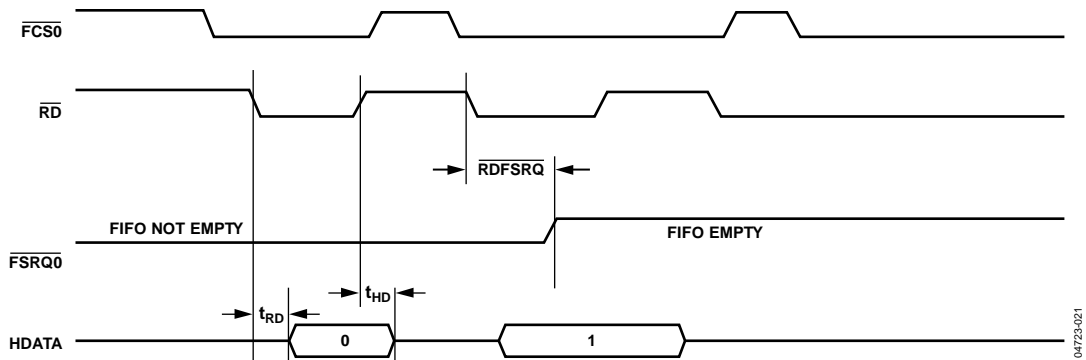 FCS0
RD
RDFSRQ
FIFO NOT EMPTY
FIFO EMPTY
FSRQ0
tHD
tRD
HDATA
0
1
04723-021